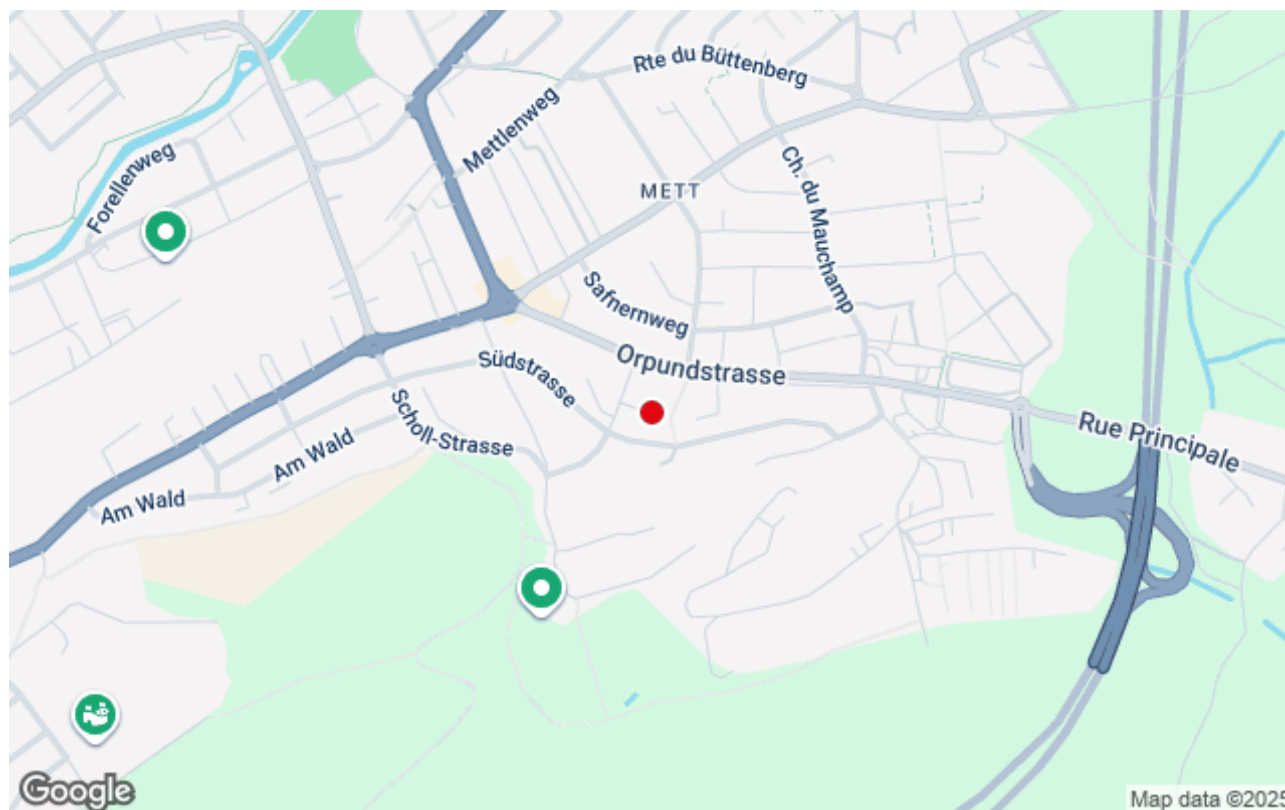 Rte du Büttenberg
Mettlenweg
Forellenweg
METT
Ch. du Mauchamp
Safnernweg
Orpundstrasse
Südstrasse
Scholl-Strasse
Am Wald
Am Wald
Rue Principale
Google
Map data ©2025